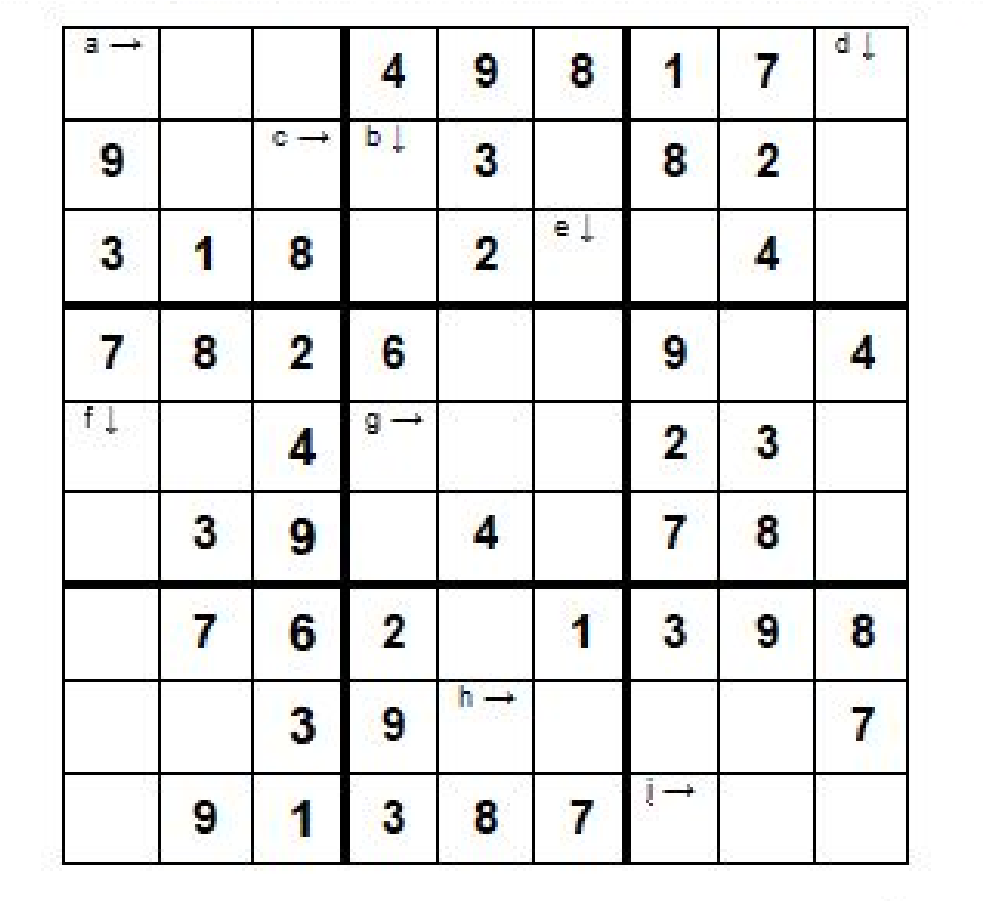 a → 4 9 8 1 7 d ↓
9 c → b ↓ 3 8 2
3 1 8 2 e ↓ 4
7 8 2 6 9 4
f ↓ 4 g → 2 3
3 9 4 7 8
7 6 2 1 3 9 8
3 9 h → 7
9 1 3 8 7 j →